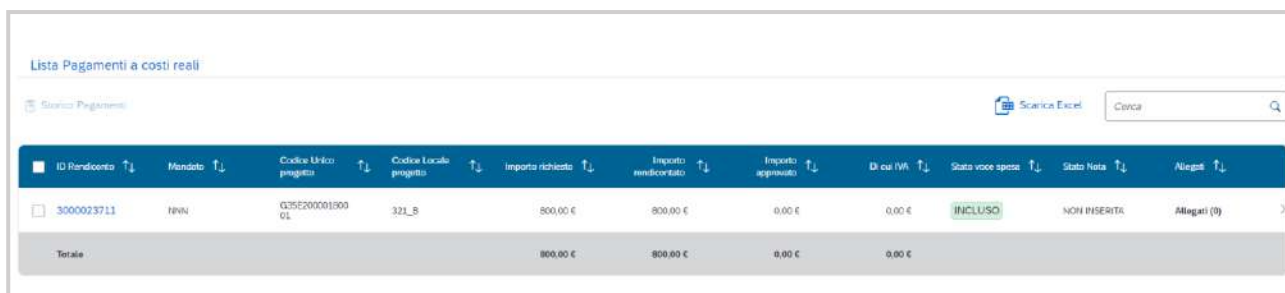 Lista Pagamenti a costi reali
Storico Pagamenti
Scarica Excel
Cerca
ID Rendiconto
Mandato
Codice Unico progetto
Codice Locale progetto
Importo richiesto
Importo rendicontato
Importo approvato
Di cui IVA
Stato voce spesa
Stato Nota
Allegati
3000023711
NNN
G35E200001800
01
321_B
800,00 €
800,00 €
0,00 €
0,00 €
INCLUSO
NON INSERITA
Allegati (0)
Totale
800,00 €
800,00 €
0,00 €
0,00 €